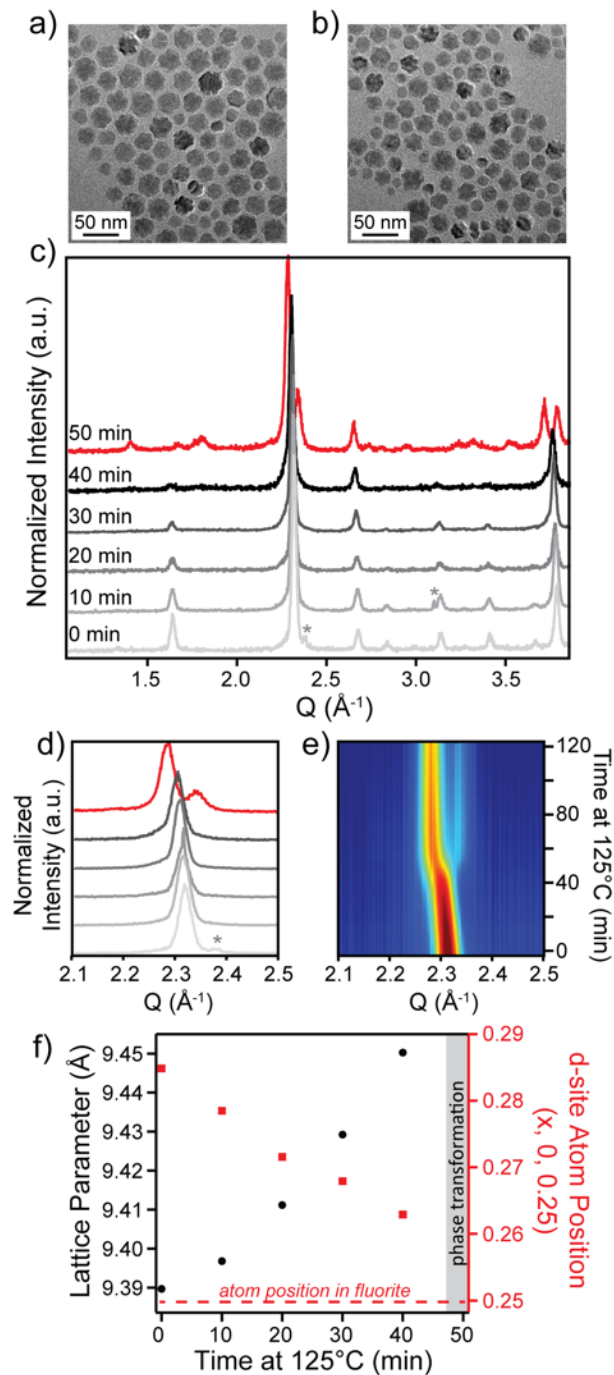 a)
b)
50 nm
50 nm
c)
Normalized Intensity (a.u.)
50 min
40 min
30 min
20 min
10 min
0 min
*
*
1.5 2.0 2.5 3.0 3.5
Q (Å⁻¹)
d)
Normalized
Intensity (a.u.)
*
2.1 2.2 2.3 2.4 2.5
Q (Å⁻¹)
e)
120
80
40
0
Time at 125°C (min)
2.1 2.2 2.3 2.4 2.5
Q (Å⁻¹)
f)
Lattice Parameter (Å)
9.45
9.43
9.42
9.41
9.40
9.39
0.29
0.28
0.27
0.26
0.25
d-site Atom Position
(x, 0, 0.25)
phase transformation
atom position in fluorite
0 10 20 30 40 50
Time at 125°C (min)